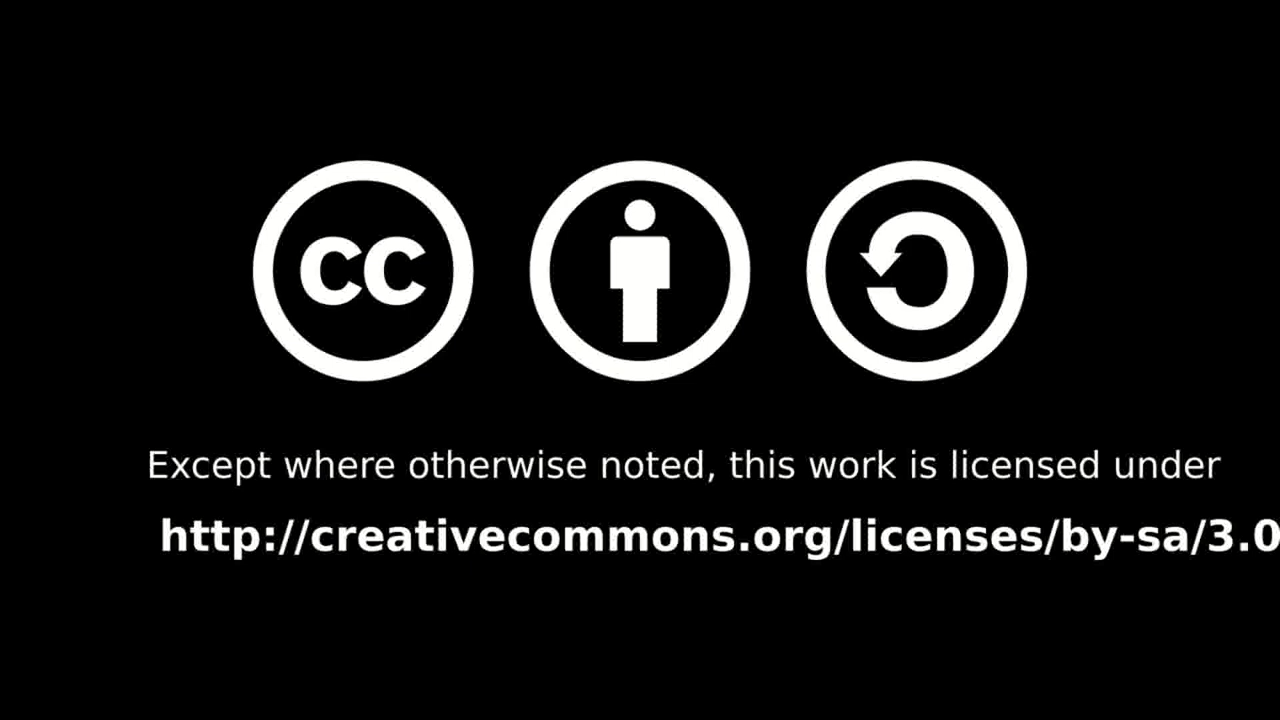 cc
Except where otherwise noted, this work is licensed under
http://creativecommons.org/licenses/by-sa/3.0